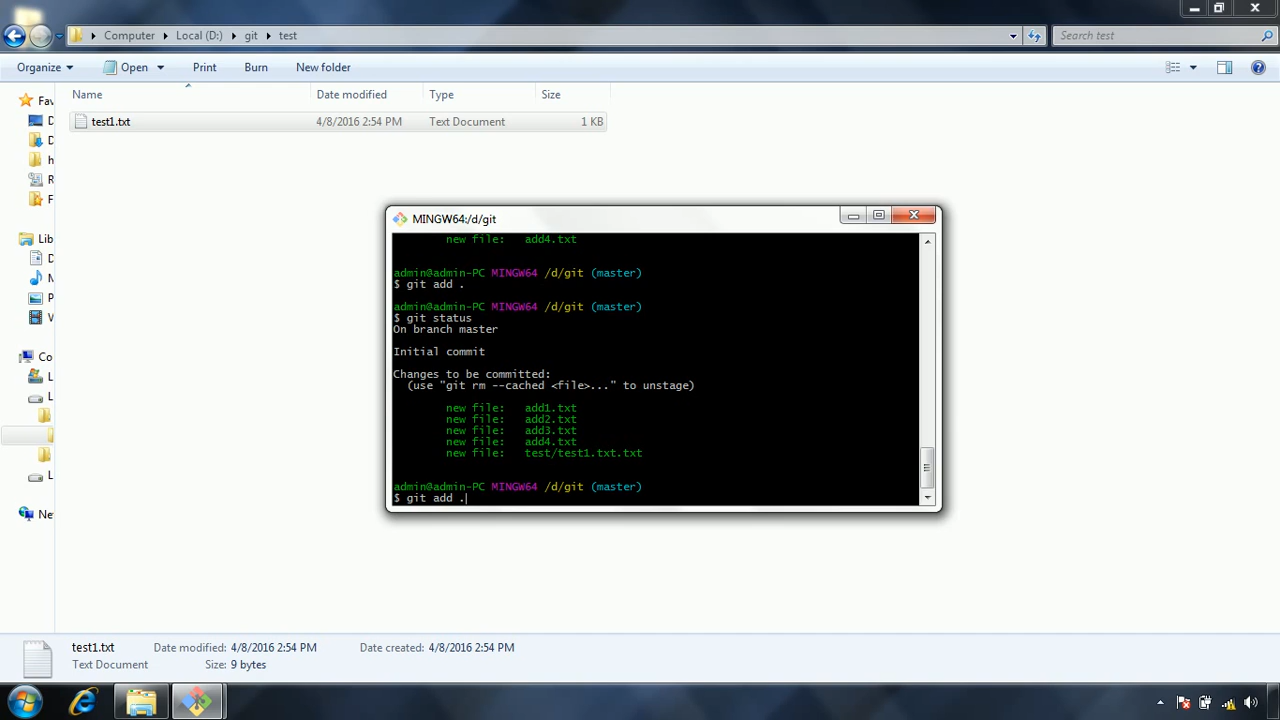 Computer Local (D:) git test
Search test
Organize Open Print Burn New folder
Name Date modified Type Size
test1.txt 4/8/2016 2:54 PM Text Document 1 KB
Fav
D
D
h
R
F
Lib
D
M
P
V
Co
L
L
L
Ne
MINGW64:/d/git
new file: add4.txt
admin@admin-PC MINGW64 /d/git (master)
$ git add .
admin@admin-PC MINGW64 /d/git (master)
$ git status
On branch master
Initial commit
Changes to be committed:
(use "git rm --cached <file>..." to unstage)
new file: add1.txt
new file: add2.txt
new file: add3.txt
new file: add4.txt
new file: test/test1.txt.txt
admin@admin-PC MINGW64 /d/git (master)
$ git add .
test1.txt Date modified: 4/8/2016 2:54 PM Date created: 4/8/2016 2:54 PM
Text Document Size: 9 bytes